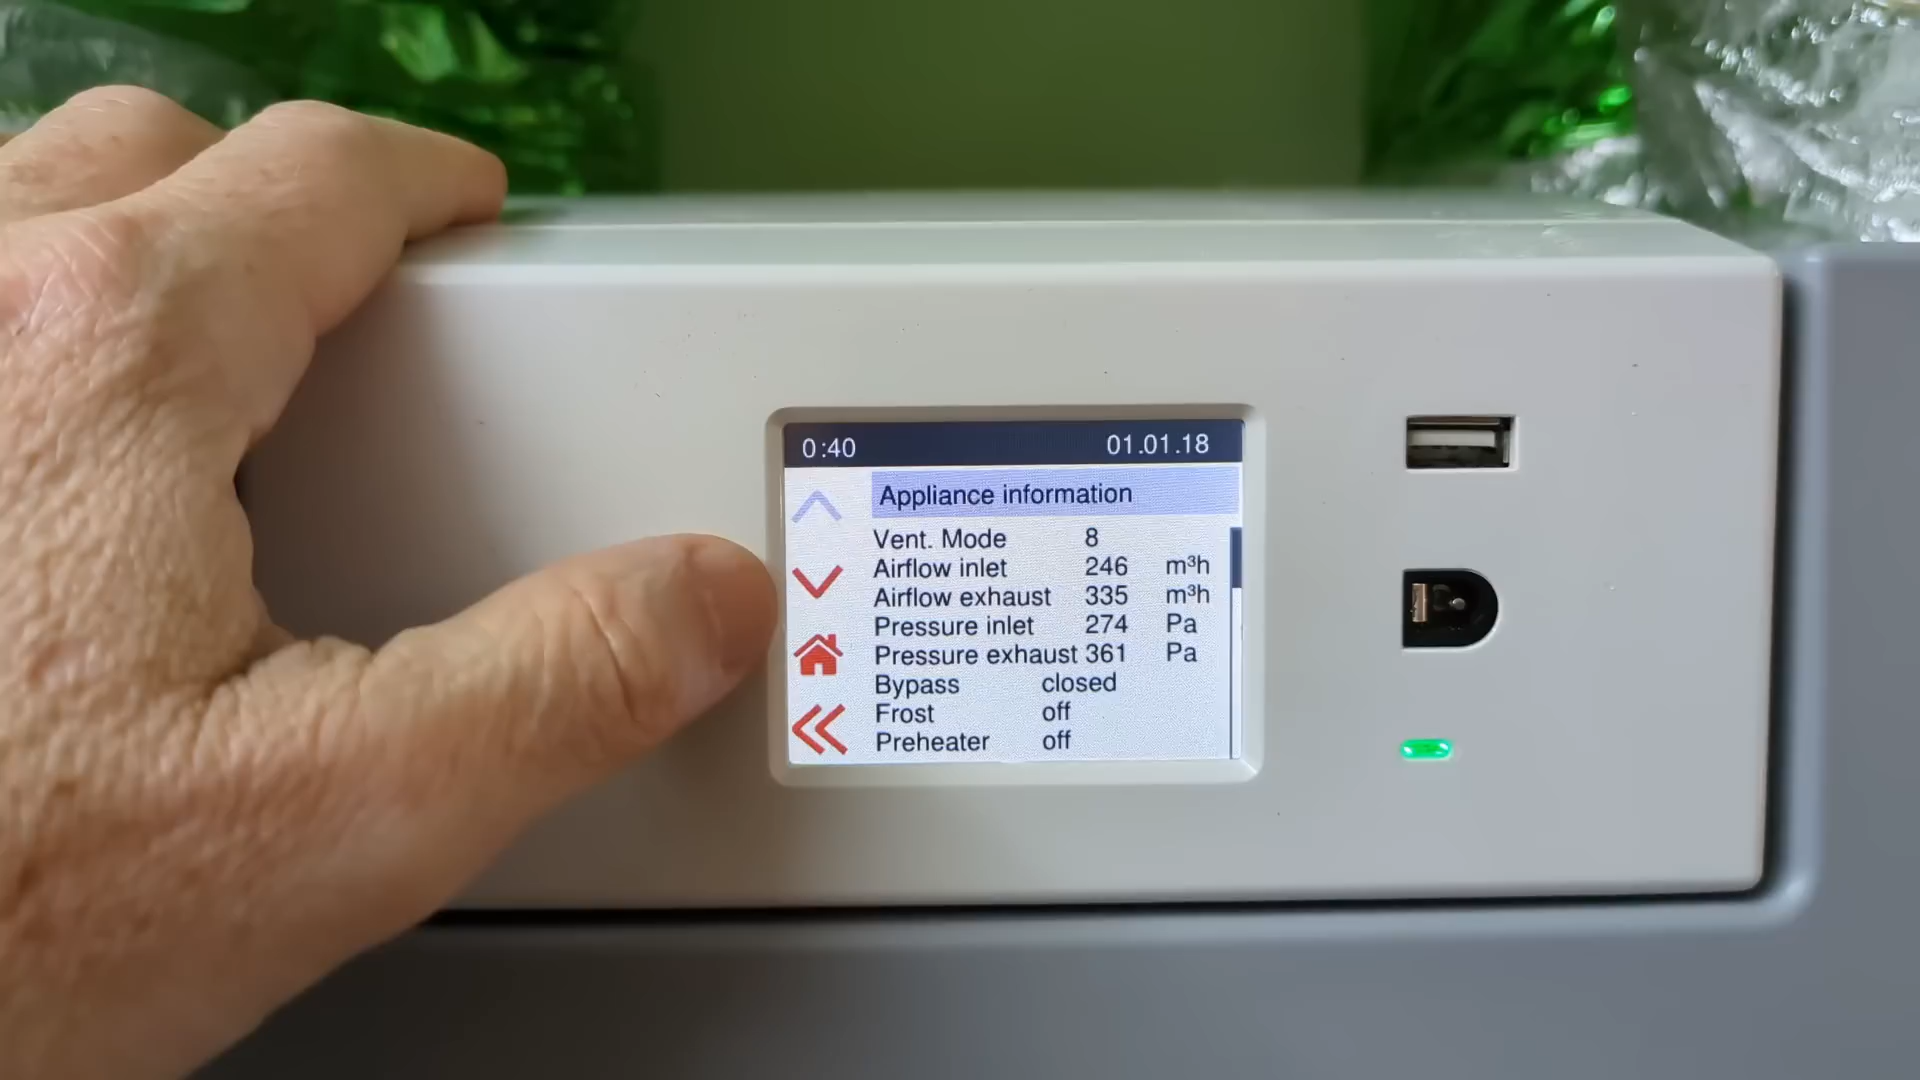 0:40 01.01.18
Appliance information
Vent. Mode 8
Airflow inlet 246 m³h
Airflow exhaust 335 m³h
Pressure inlet 274 Pa
Pressure exhaust 361 Pa
Bypass closed
Frost off
Preheater off